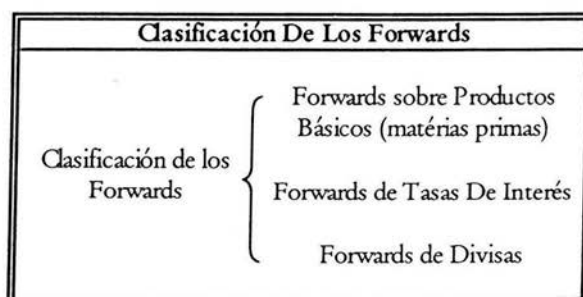 Clasificación De Los Forwards
Forwards sobre Productos
Básicos (matérias primas)
Clasificación de los
Forwards
Forwards de Tasas De Interés
Forwards de Divisas